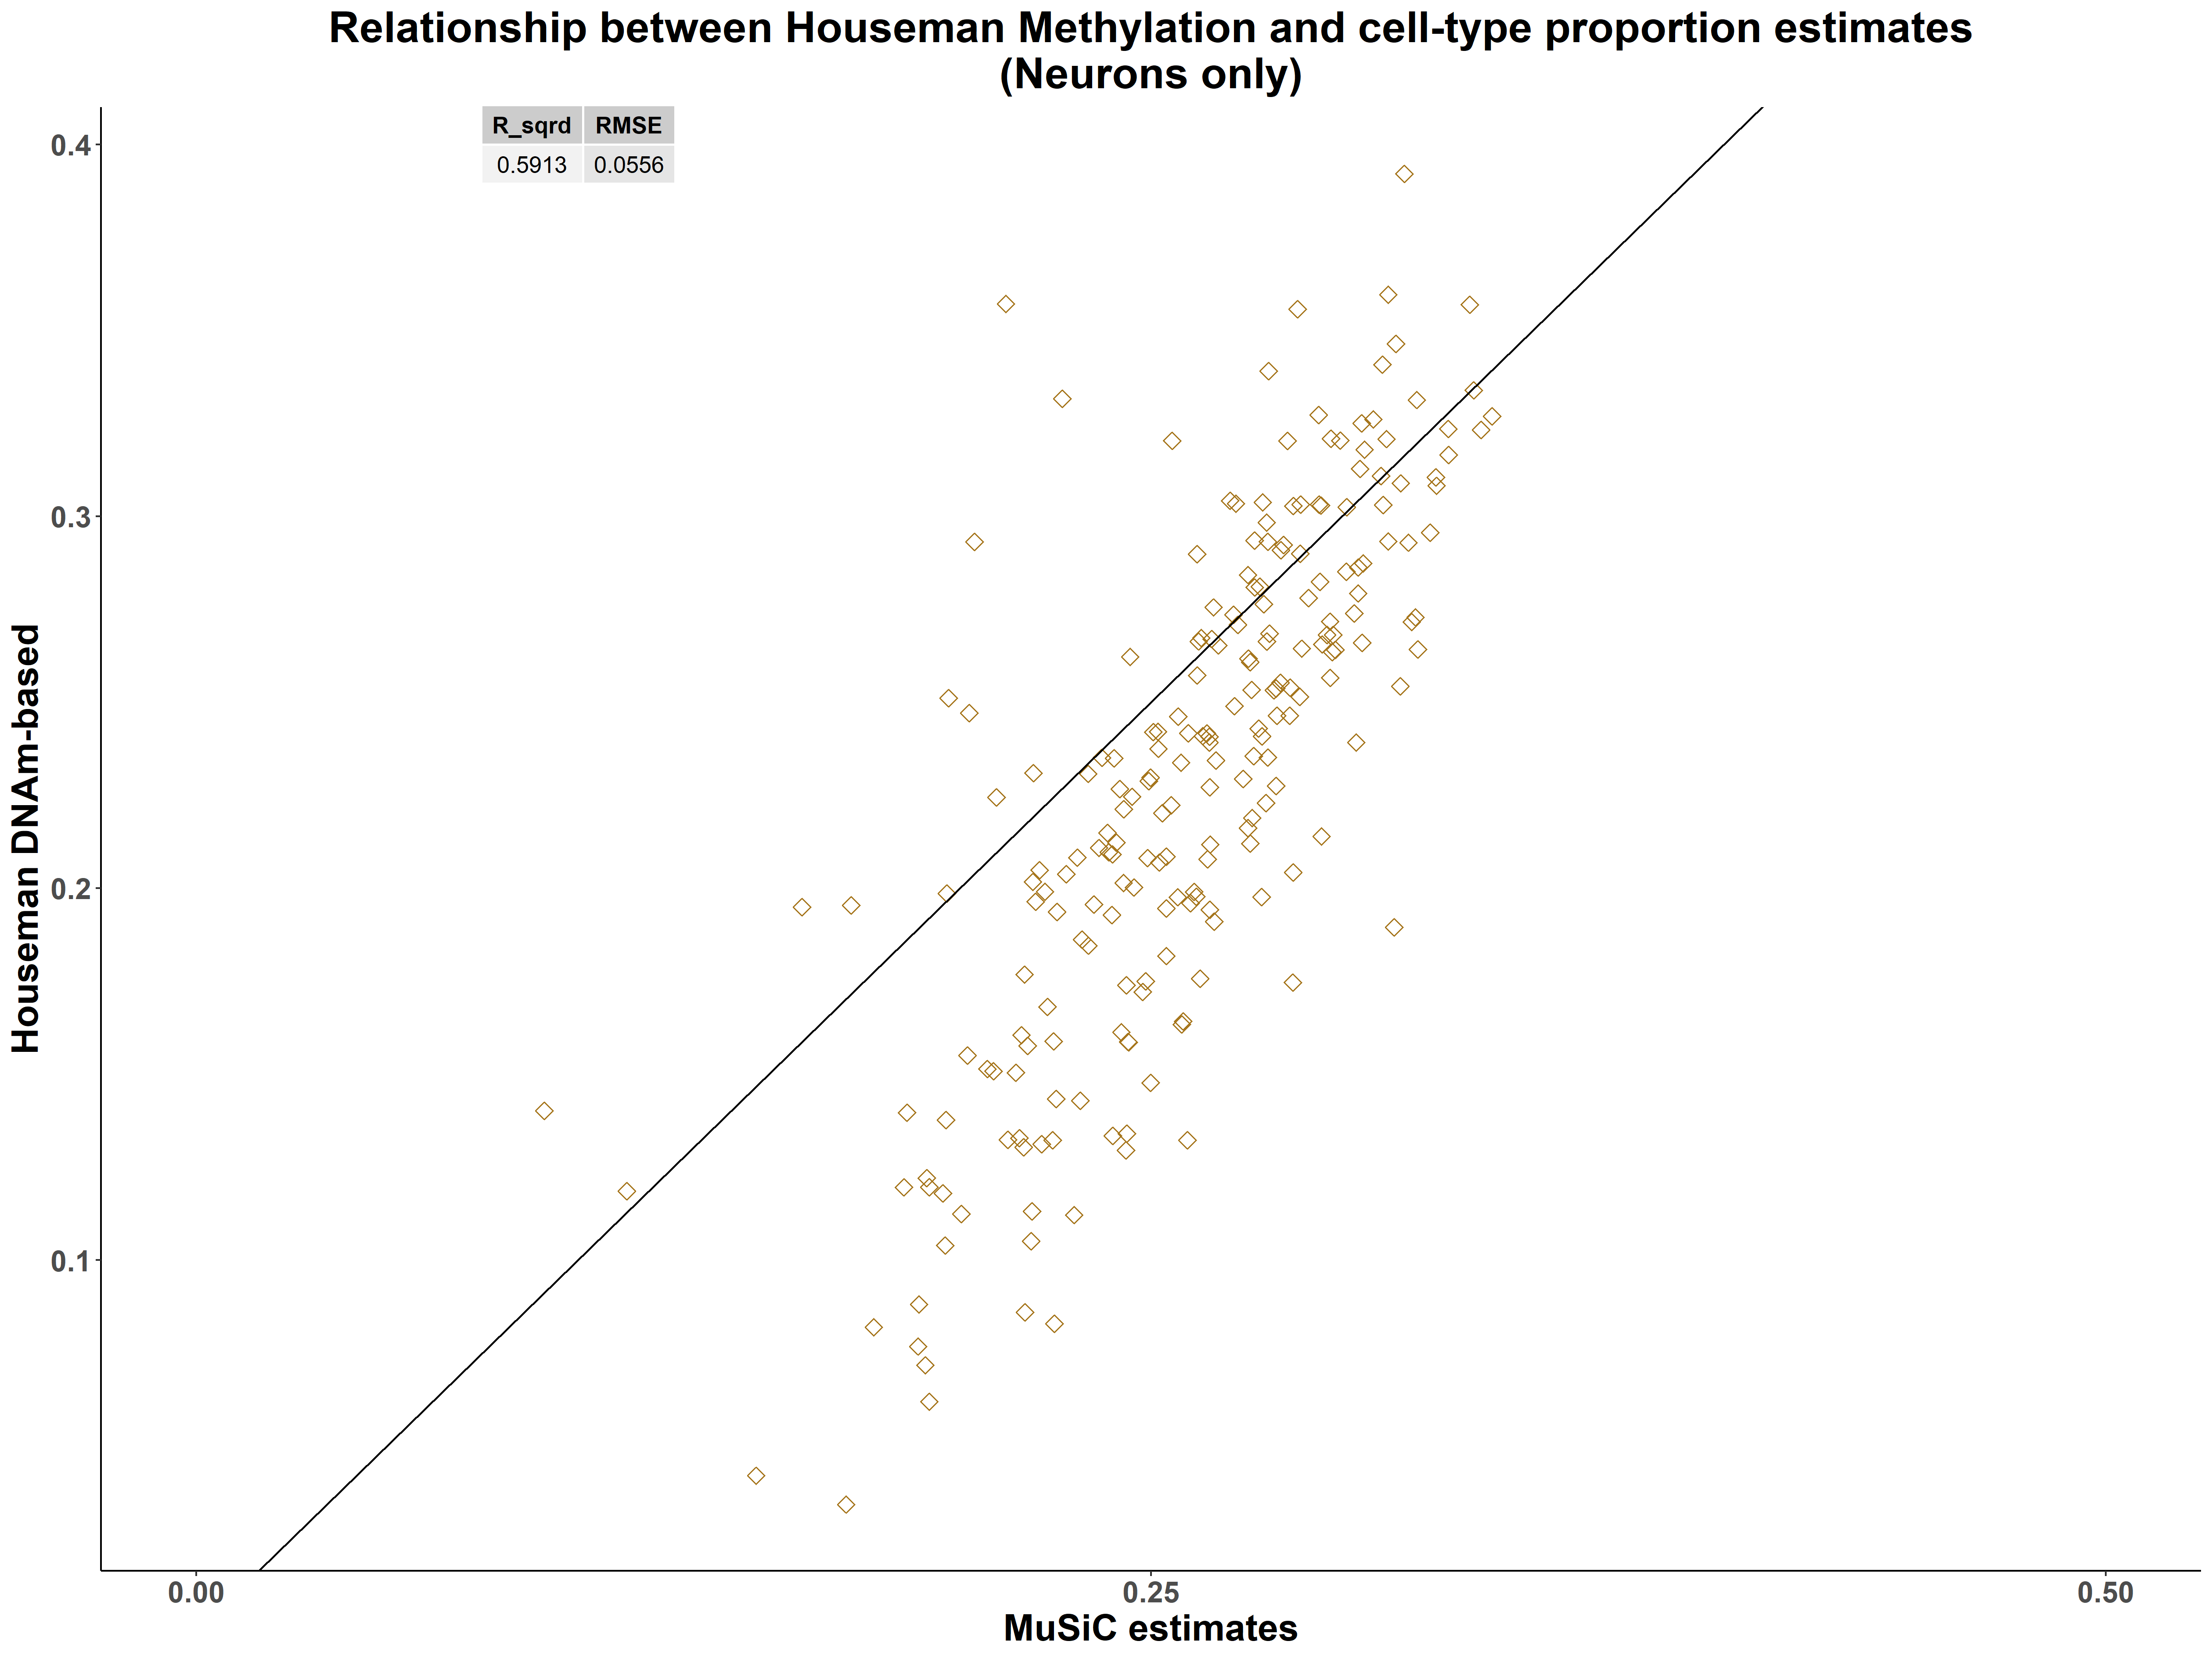 Relationship between Houseman Methylation and cell-type proportion estimates
(Neurons only)
R_sqrd RMSE
0.5913 0.0556
0.4
0.3
0.2
0.1
Houseman DNAm-based
0.00 0.25 0.50
MuSiC estimates